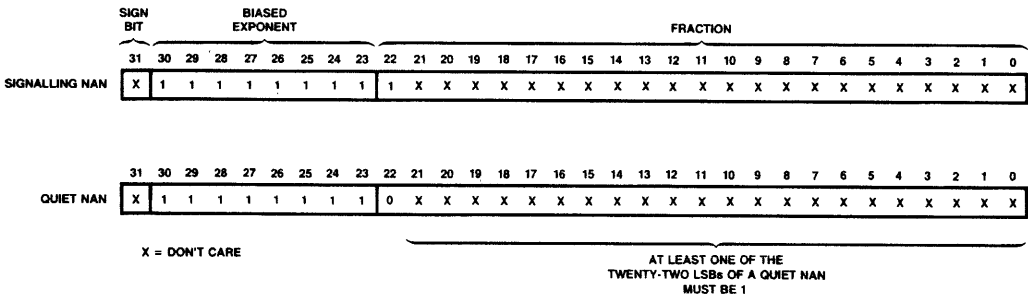 SIGN BIT
BIASED EXPONENT
FRACTION
31 30 29 28 27 26 25 24 23 22 21 20 19 18 17 16 15 14 13 12 11 10 9 8 7 6 5 4 3 2 1 0
SIGNALLING NAN X 1 1 1 1 1 1 1 1 1 X X X X X X X X X X X X X X X X X X X X X X
31 30 29 28 27 26 25 24 23 22 21 20 19 18 17 16 15 14 13 12 11 10 9 8 7 6 5 4 3 2 1 0
QUIET NAN X 1 1 1 1 1 1 1 1 0 X X X X X X X X X X X X X X X X X X X X X X
X = DON'T CARE
AT LEAST ONE OF THE
TWENTY-TWO LSBs OF A QUIET NAN
MUST BE 1